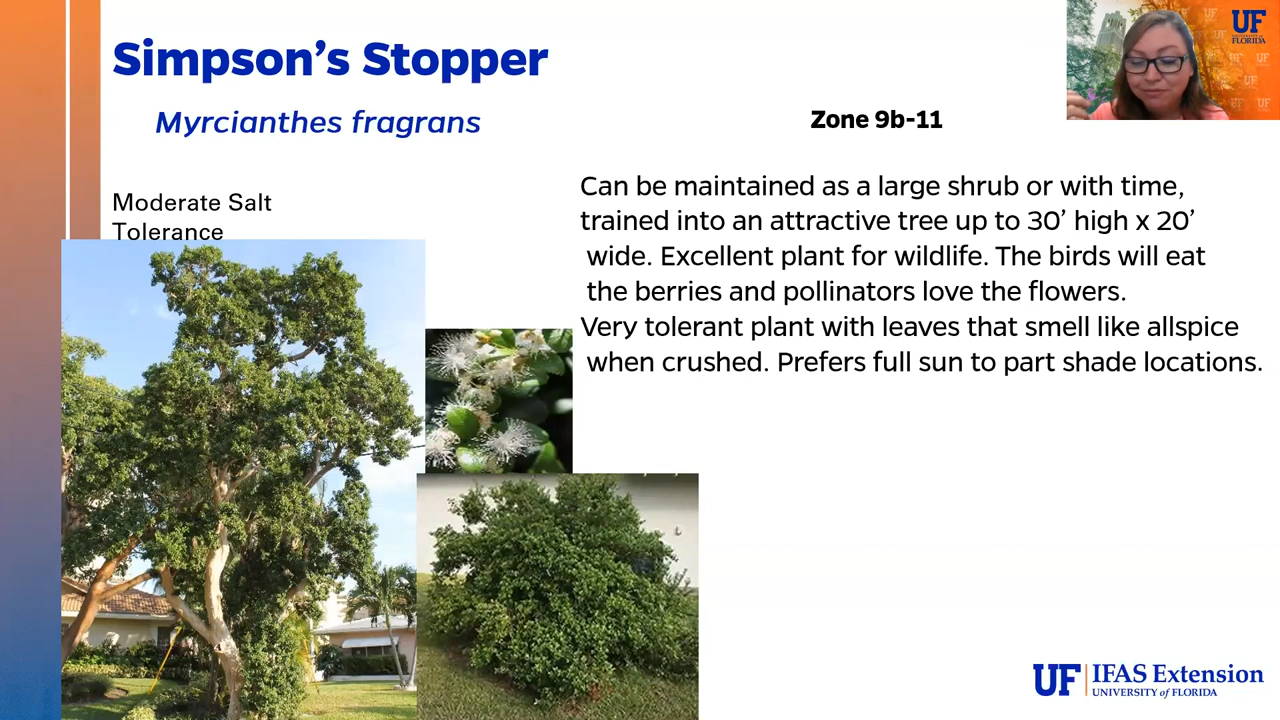 Simpson’s Stopper
Myrcianthes fragrans
Zone 9b-11
Moderate Salt
Tolerance
Can be maintained as a large shrub or with time,
trained into an attractive tree up to 30’ high x 20’
wide. Excellent plant for wildlife. The birds will eat
the berries and pollinators love the flowers.
Very tolerant plant with leaves that smell like allspice
when crushed. Prefers full sun to part shade locations.
UF
UNIVERSITY of
FLORIDA
UF IFAS Extension
UNIVERSITY of FLORIDA